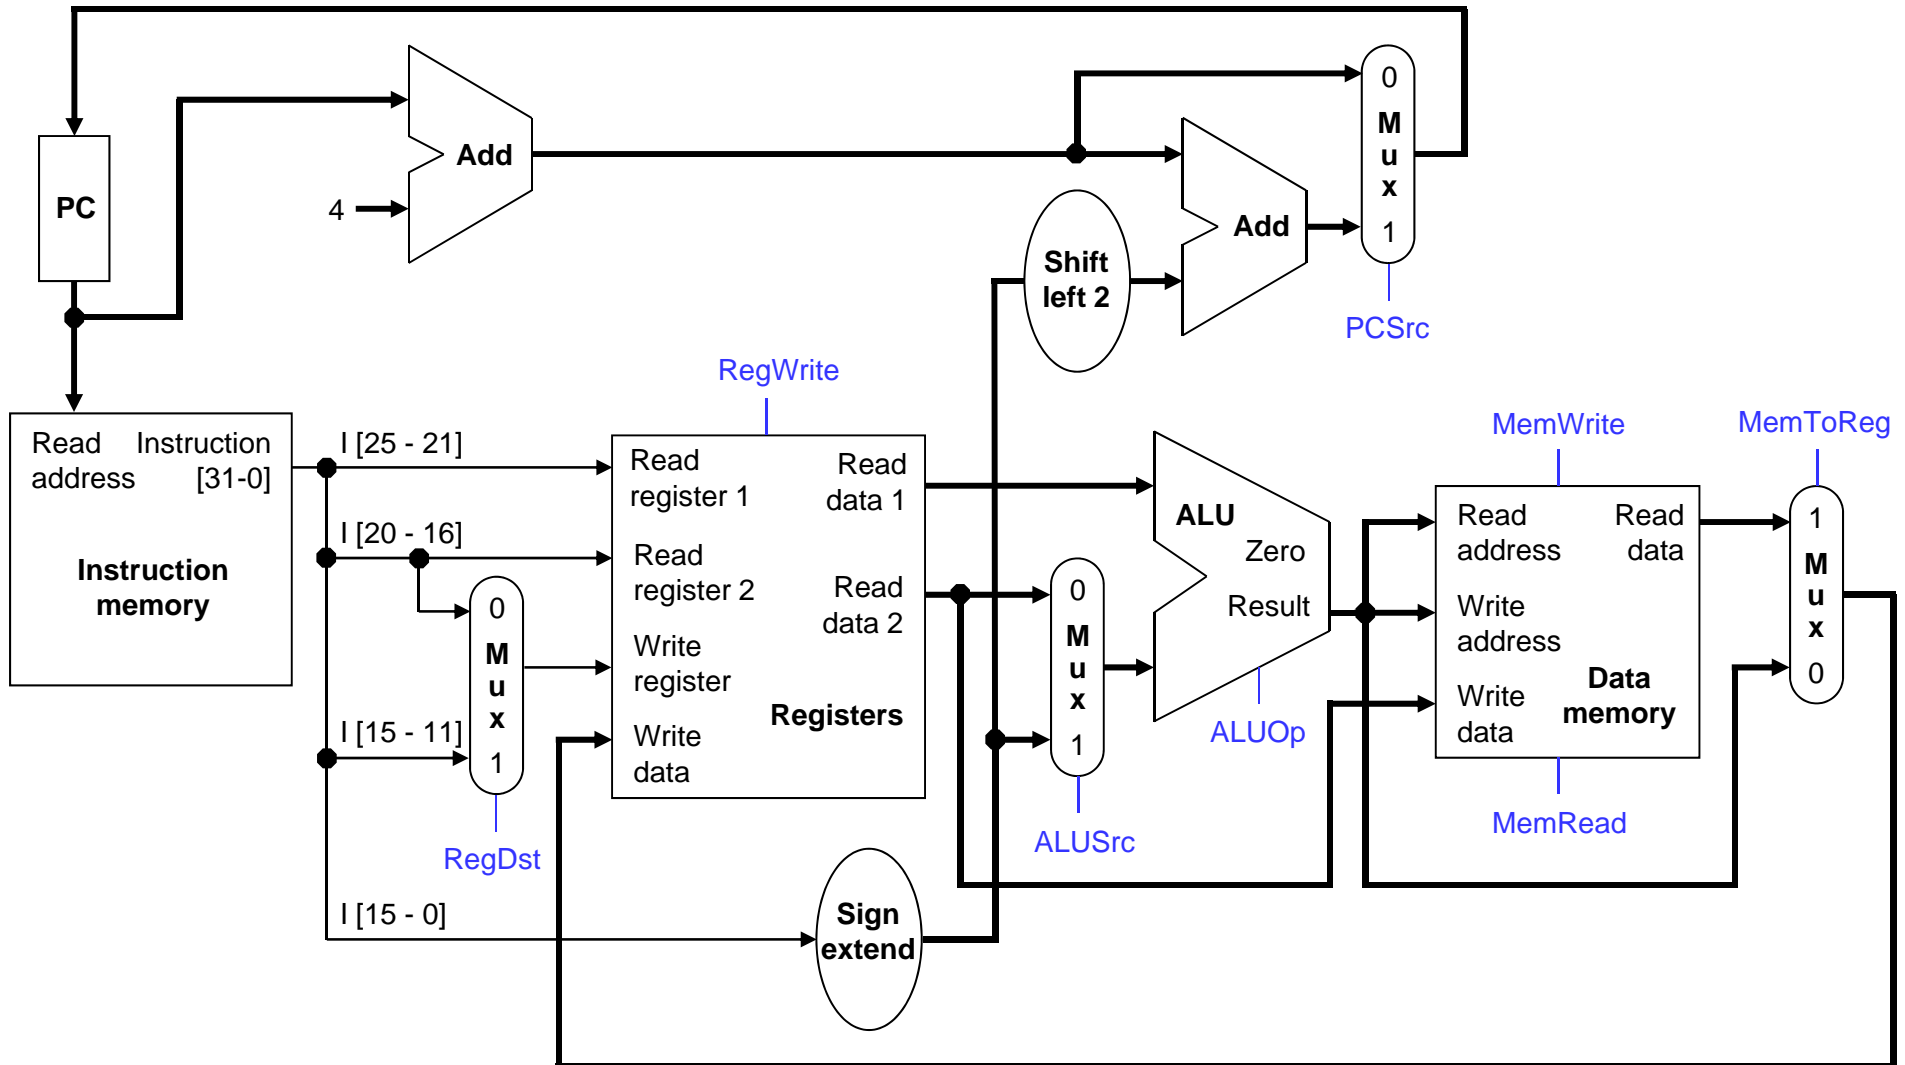 0
M
u
x
1
PCSrc
Add
4
PC
Add
Shift
left 2
RegWrite
MemWrite
MemToReg
Read
address
Instruction
[31-0]
Instruction
memory
I [25 - 21]
I [20 - 16]
I [15 - 11]
I [15 - 0]
0
M
u
x
1
RegDst
Read
register 1
Read
register 2
Write
register
Write
data
Read
data 1
Read
data 2
Registers
Sign
extend
0
M
u
x
1
ALUSrc
ALU
Zero
Result
ALUOp
Read
address
Write
address
Write
data
Read
data
Data
memory
MemRead
1
M
u
x
0